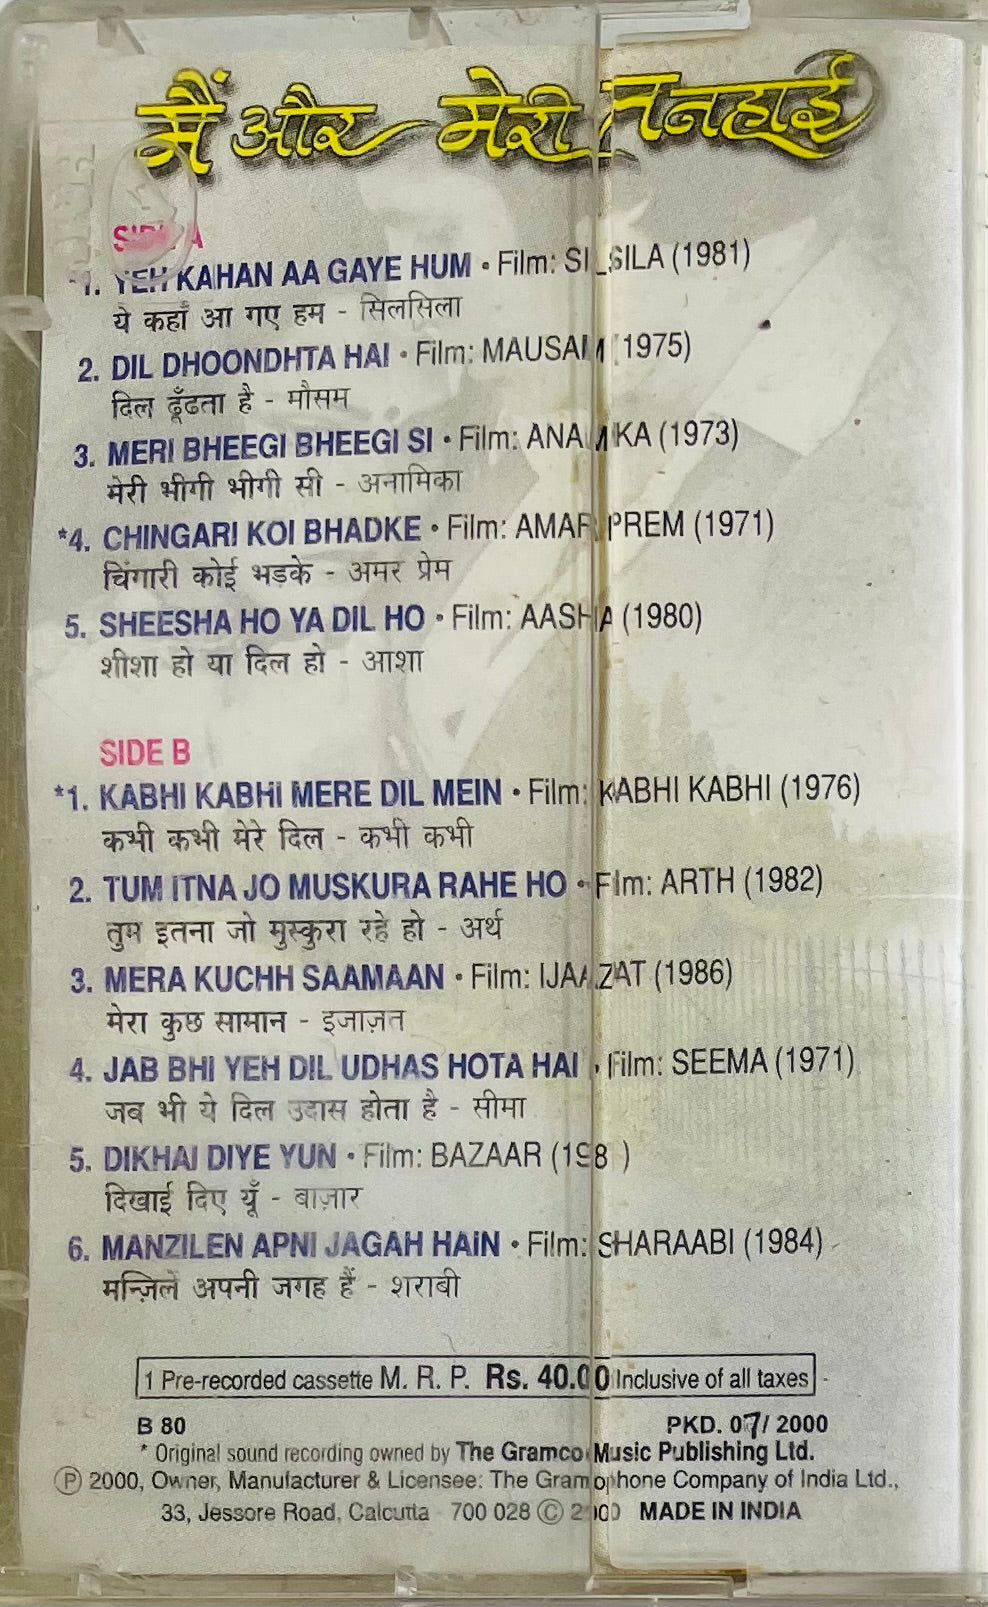 मैं और मेरी तनहाई
SIDE A
*1. YEH KAHAN AA GAYE HUM • Film: SILSILA (1981)
ये कहाँ आ गए हम - सिलसिला
2. DIL DHOONDHTA HAI • Film: MAUSAM (1975)
दिल ढूँढता है - मौसम
3. MERI BHEEGI BHEEGI SI • Film: ANAMIKA (1973)
मेरी भीगी भीगी सी - अनामिका
*4. CHINGARI KOI BHADKE • Film: AMAR PREM (1971)
चिंगारी कोई भड़के - अमर प्रेम
5. SHEESHA HO YA DIL HO • Film: AASHA (1980)
शीशा हो या दिल हो - आशा
SIDE B
*1. KABHI KABHI MERE DIL MEIN • Film: KABHI KABHI (1976)
कभी कभी मेरे दिल - कभी कभी
2. TUM ITNA JO MUSKURA RAHE HO • Film: ARTH (1982)
तुम इतना जो मुस्कुरा रहे हो - अर्थ
3. MERA KUCHH SAAMAAN • Film: IJAAZAT (1986)
मेरा कुछ सामान - इजाज़त
4. JAB BHI YEH DIL UDHAS HOTA HAI • Film: SEEMA (1971)
जब भी ये दिल उदास होता है - सीमा
5. DIKHAI DIYE YUN • Film: BAZAAR (198 )
दिखाई दिए यूँ - बाज़ार
6. MANZILEN APNI JAGAH HAIN • Film: SHARAABI (1984)
मन्ज़िलें अपनी जगह हैं - शराबी
1 Pre-recorded cassette M. R. P. Rs. 40.00 Inclusive of all taxes
B 80 PKD. 07/ 2000
* Original sound recording owned by The Gramco Music Publishing Ltd.
Ⓟ 2000, Owner, Manufacturer & Licensee: The Gramophone Company of India Ltd.,
33, Jessore Road, Calcutta - 700 028 © 2000 MADE IN INDIA